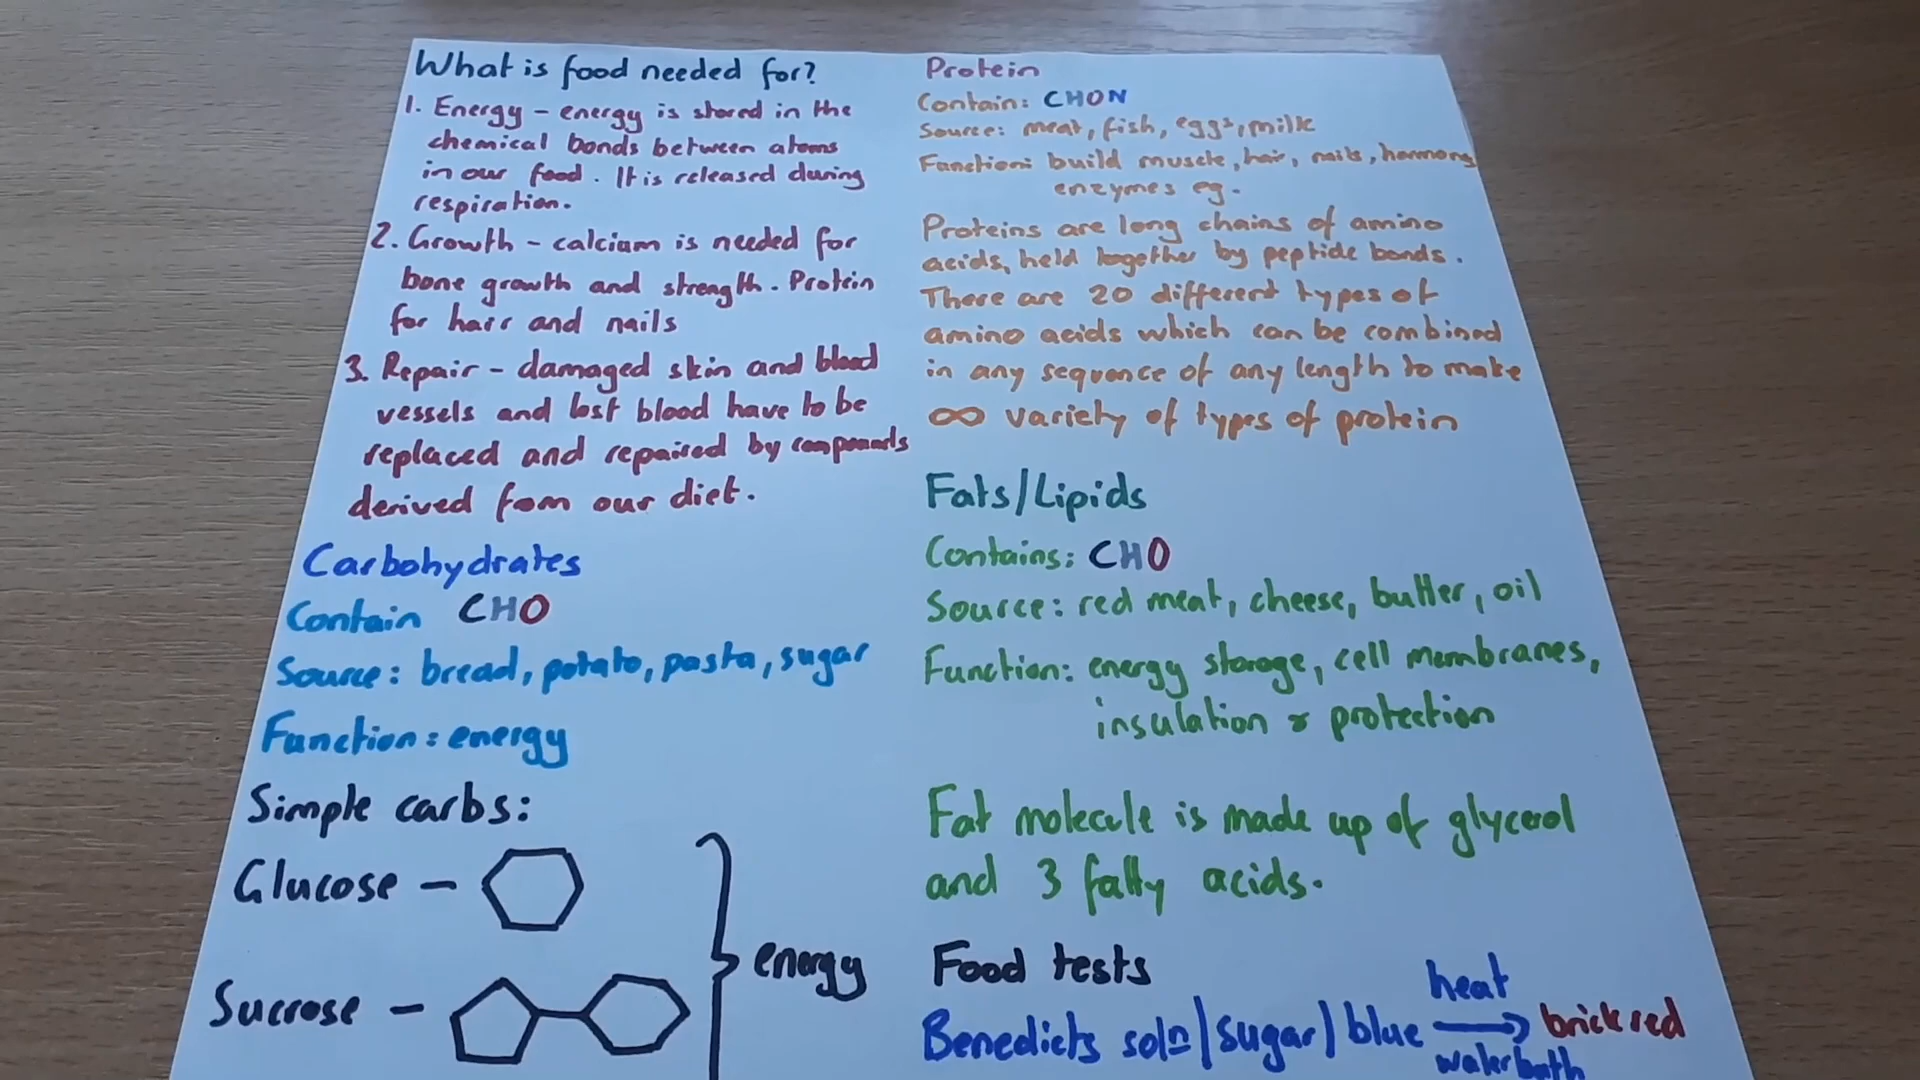 What is food needed for?
1. Energy - energy is stored in the
chemical bonds between atoms
in our food. It is released during
respiration.
2. Growth - calcium is needed for
bone growth and strength. Protein
for hair and nails
3. Repair - damaged skin and blood
vessels and lost blood have to be
replaced and repaired by compounds
derived from our diet.
Carbohydrates
Contain CHO
Source: bread, potato, pasta, sugar
Function: energy
Simple carbs:
Glucose -
Sucrose -
energy
Protein
Contain: CHON
Source: meat, fish, eggs, milk
Function: build muscle, hair, nails, hormones
enzymes eg.
Proteins are long chains of amino
acids, held together by peptide bonds.
There are 20 different types of
amino acids which can be combined
in any sequence of any length to make
∞ variety of types of protein
Fats/Lipids
Contains: CHO
Source: red meat, cheese, butter, oil
Function: energy storage, cell membranes,
insulation & protection
Fat molecule is made up of glycerol
and 3 fatty acids.
Food tests
heat
Benedicts soln | sugar | blue → brick red
waterbath